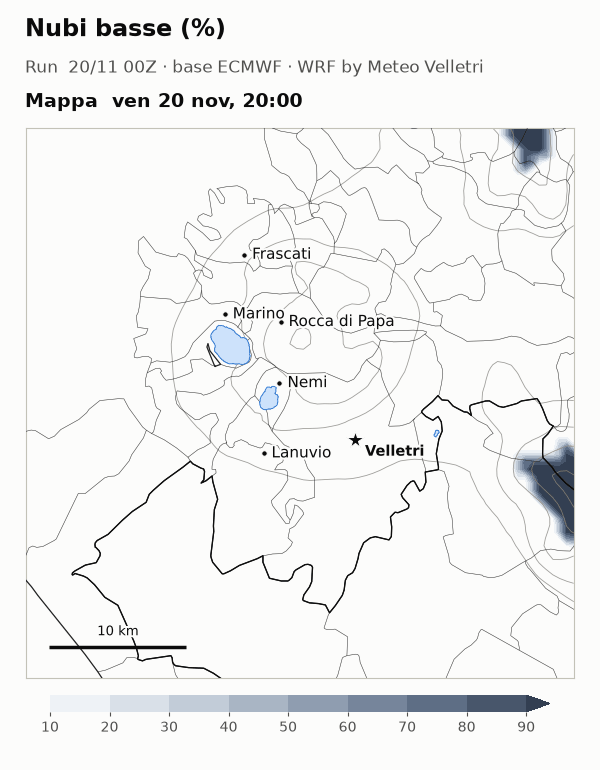 Nubi basse (%)
Run  20/11 00Z · base ECMWF · WRF by Meteo Velletri
Mappa  ven 20 nov, 20:00
Frascati
Marino
Rocca di Papa
Nemi
Velletri
Lanuvio
10 km
10 20 30 40 50 60 70 80 90